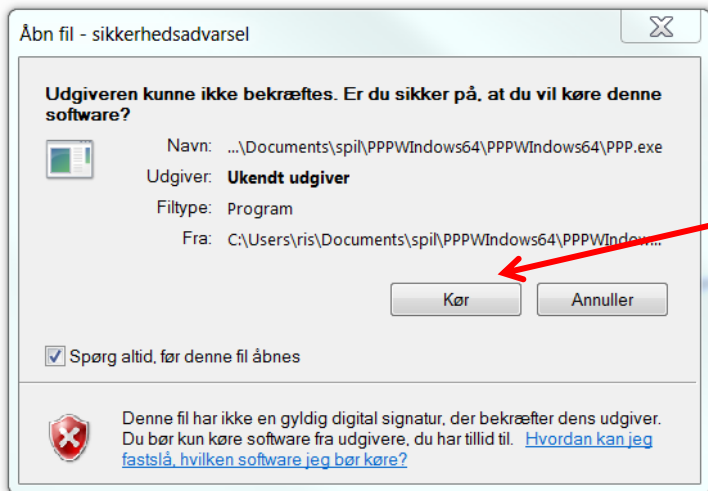 Åbn fil - sikkerhedsadvarsel
Udgiveren kunne ikke bekræftes. Er du sikker på, at du vil køre denne
software?
Navn: ...\Documents\spil\PPPWIndows64\PPPWIndows64\PPP.exe
Udgiver: Ukendt udgiver
Filtype: Program
Fra: C:\Users\ris\Documents\spil\PPPWIndows64\PPPWIndow...
Kør Annuller
Spørg altid, før denne fil åbnes
Denne fil har ikke en gyldig digital signatur, der bekræfter dens udgiver.
Du bør kun køre software fra udgivere, du har tillid til. Hvordan kan jeg
fastslå, hvilken software jeg bør køre?